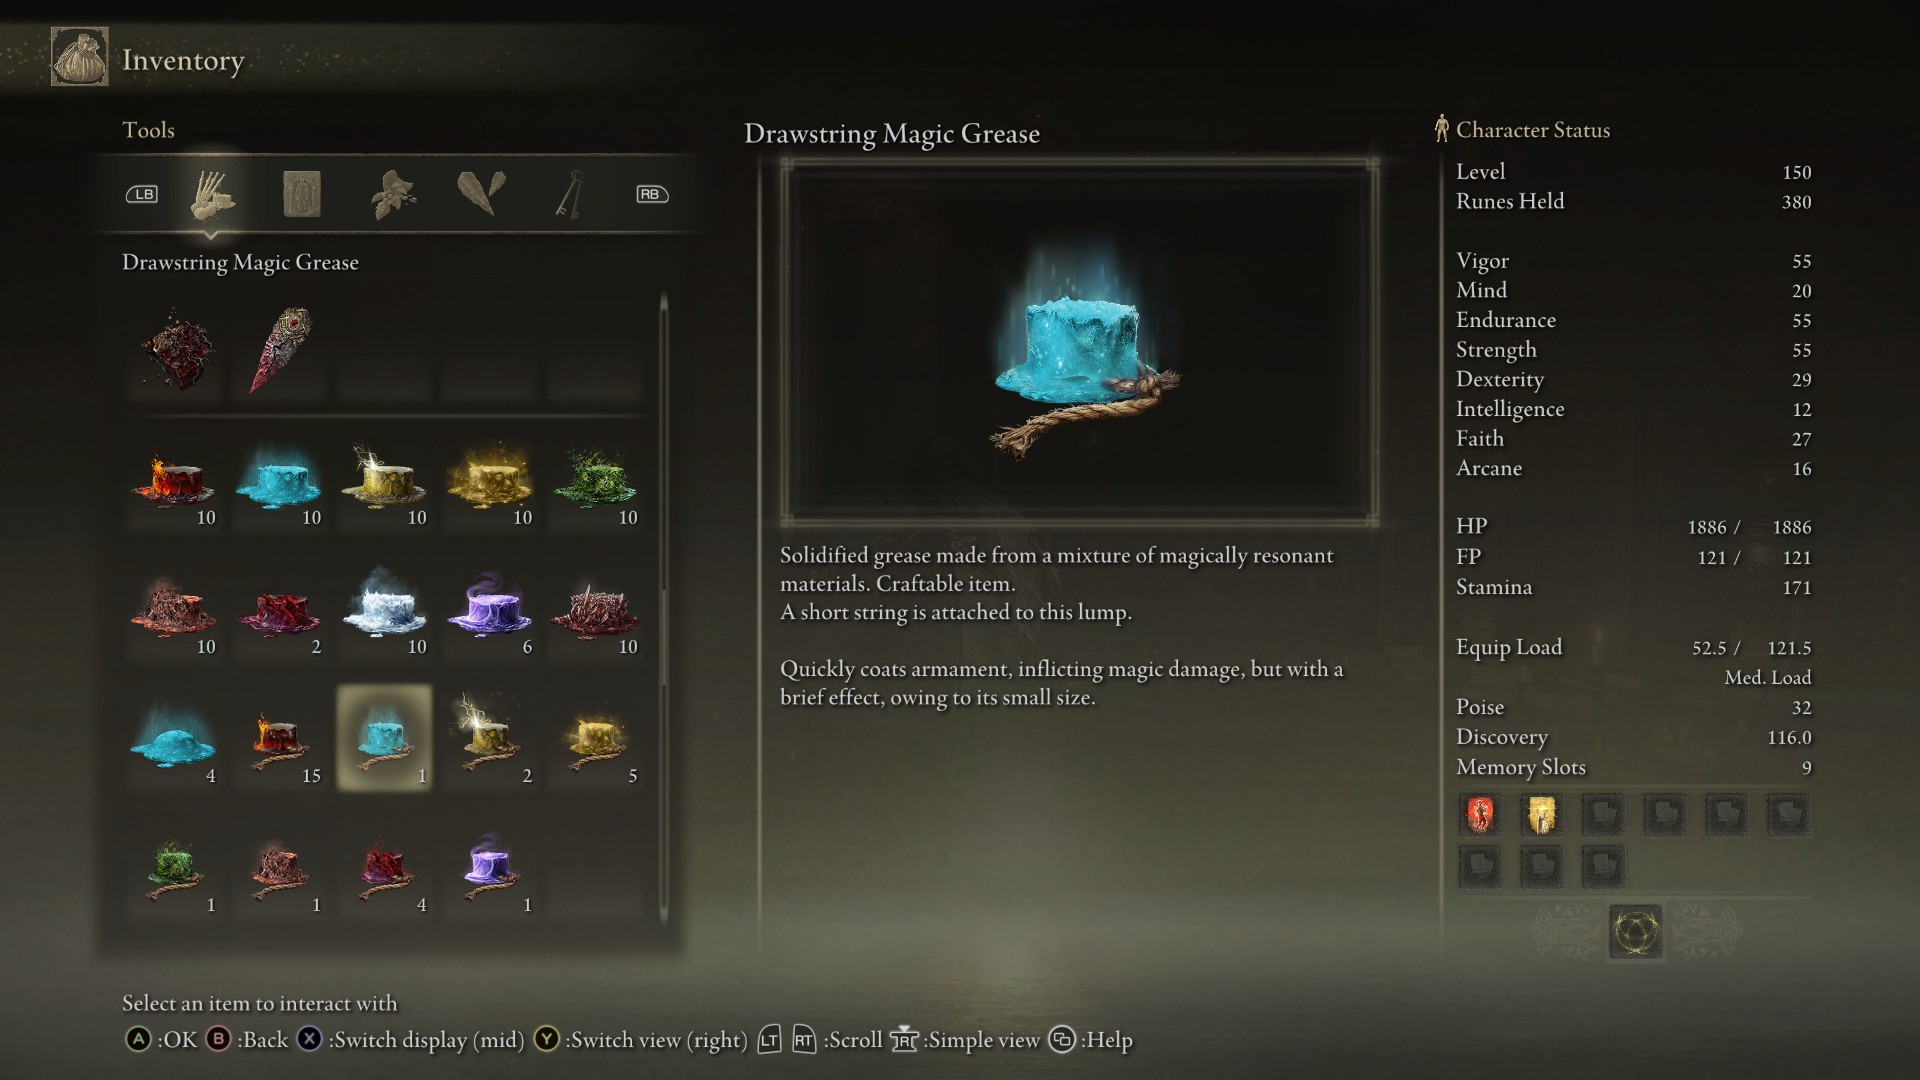 Inventory
Tools
LB
RB
Drawstring Magic Grease
10
10
10
10
10
10
2
10
6
10
4
15
1
2
5
1
1
4
1
Drawstring Magic Grease
Solidified grease made from a mixture of magically resonant
materials. Craftable item.
A short string is attached to this lump.
Quickly coats armament, inflicting magic damage, but with a
brief effect, owing to its small size.
Character Status
Level 150
Runes Held 380
Vigor 55
Mind 20
Endurance 55
Strength 55
Dexterity 29
Intelligence 12
Faith 27
Arcane 16
HP 1886 / 1886
FP 121 / 121
Stamina 171
Equip Load 52.5 / 121.5
Med. Load
Poise 32
Discovery 116.0
Memory Slots 9
Select an item to interact with
A :OK B :Back X :Switch display (mid) Y :Switch view (right) LT RT :Scroll R :Simple view :Help